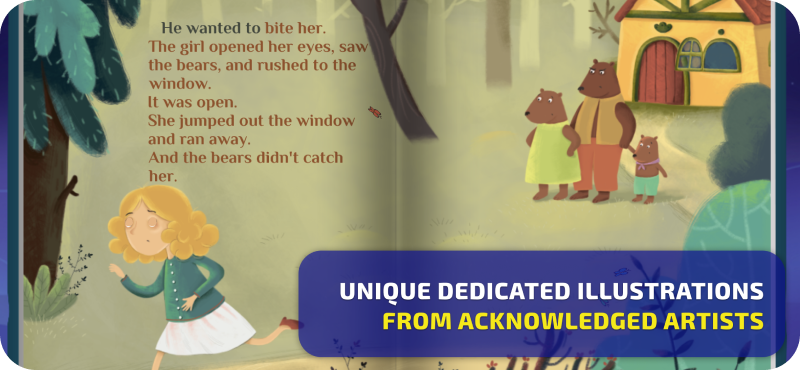 He wanted to bite her.
The girl opened her eyes, saw
the bears, and rushed to the
window.
It was open.
She jumped out the window
and ran away.
And the bears didn't catch
her.
UNIQUE DEDICATED ILLUSTRATIONS
FROM ACKNOWLEDGED ARTISTS